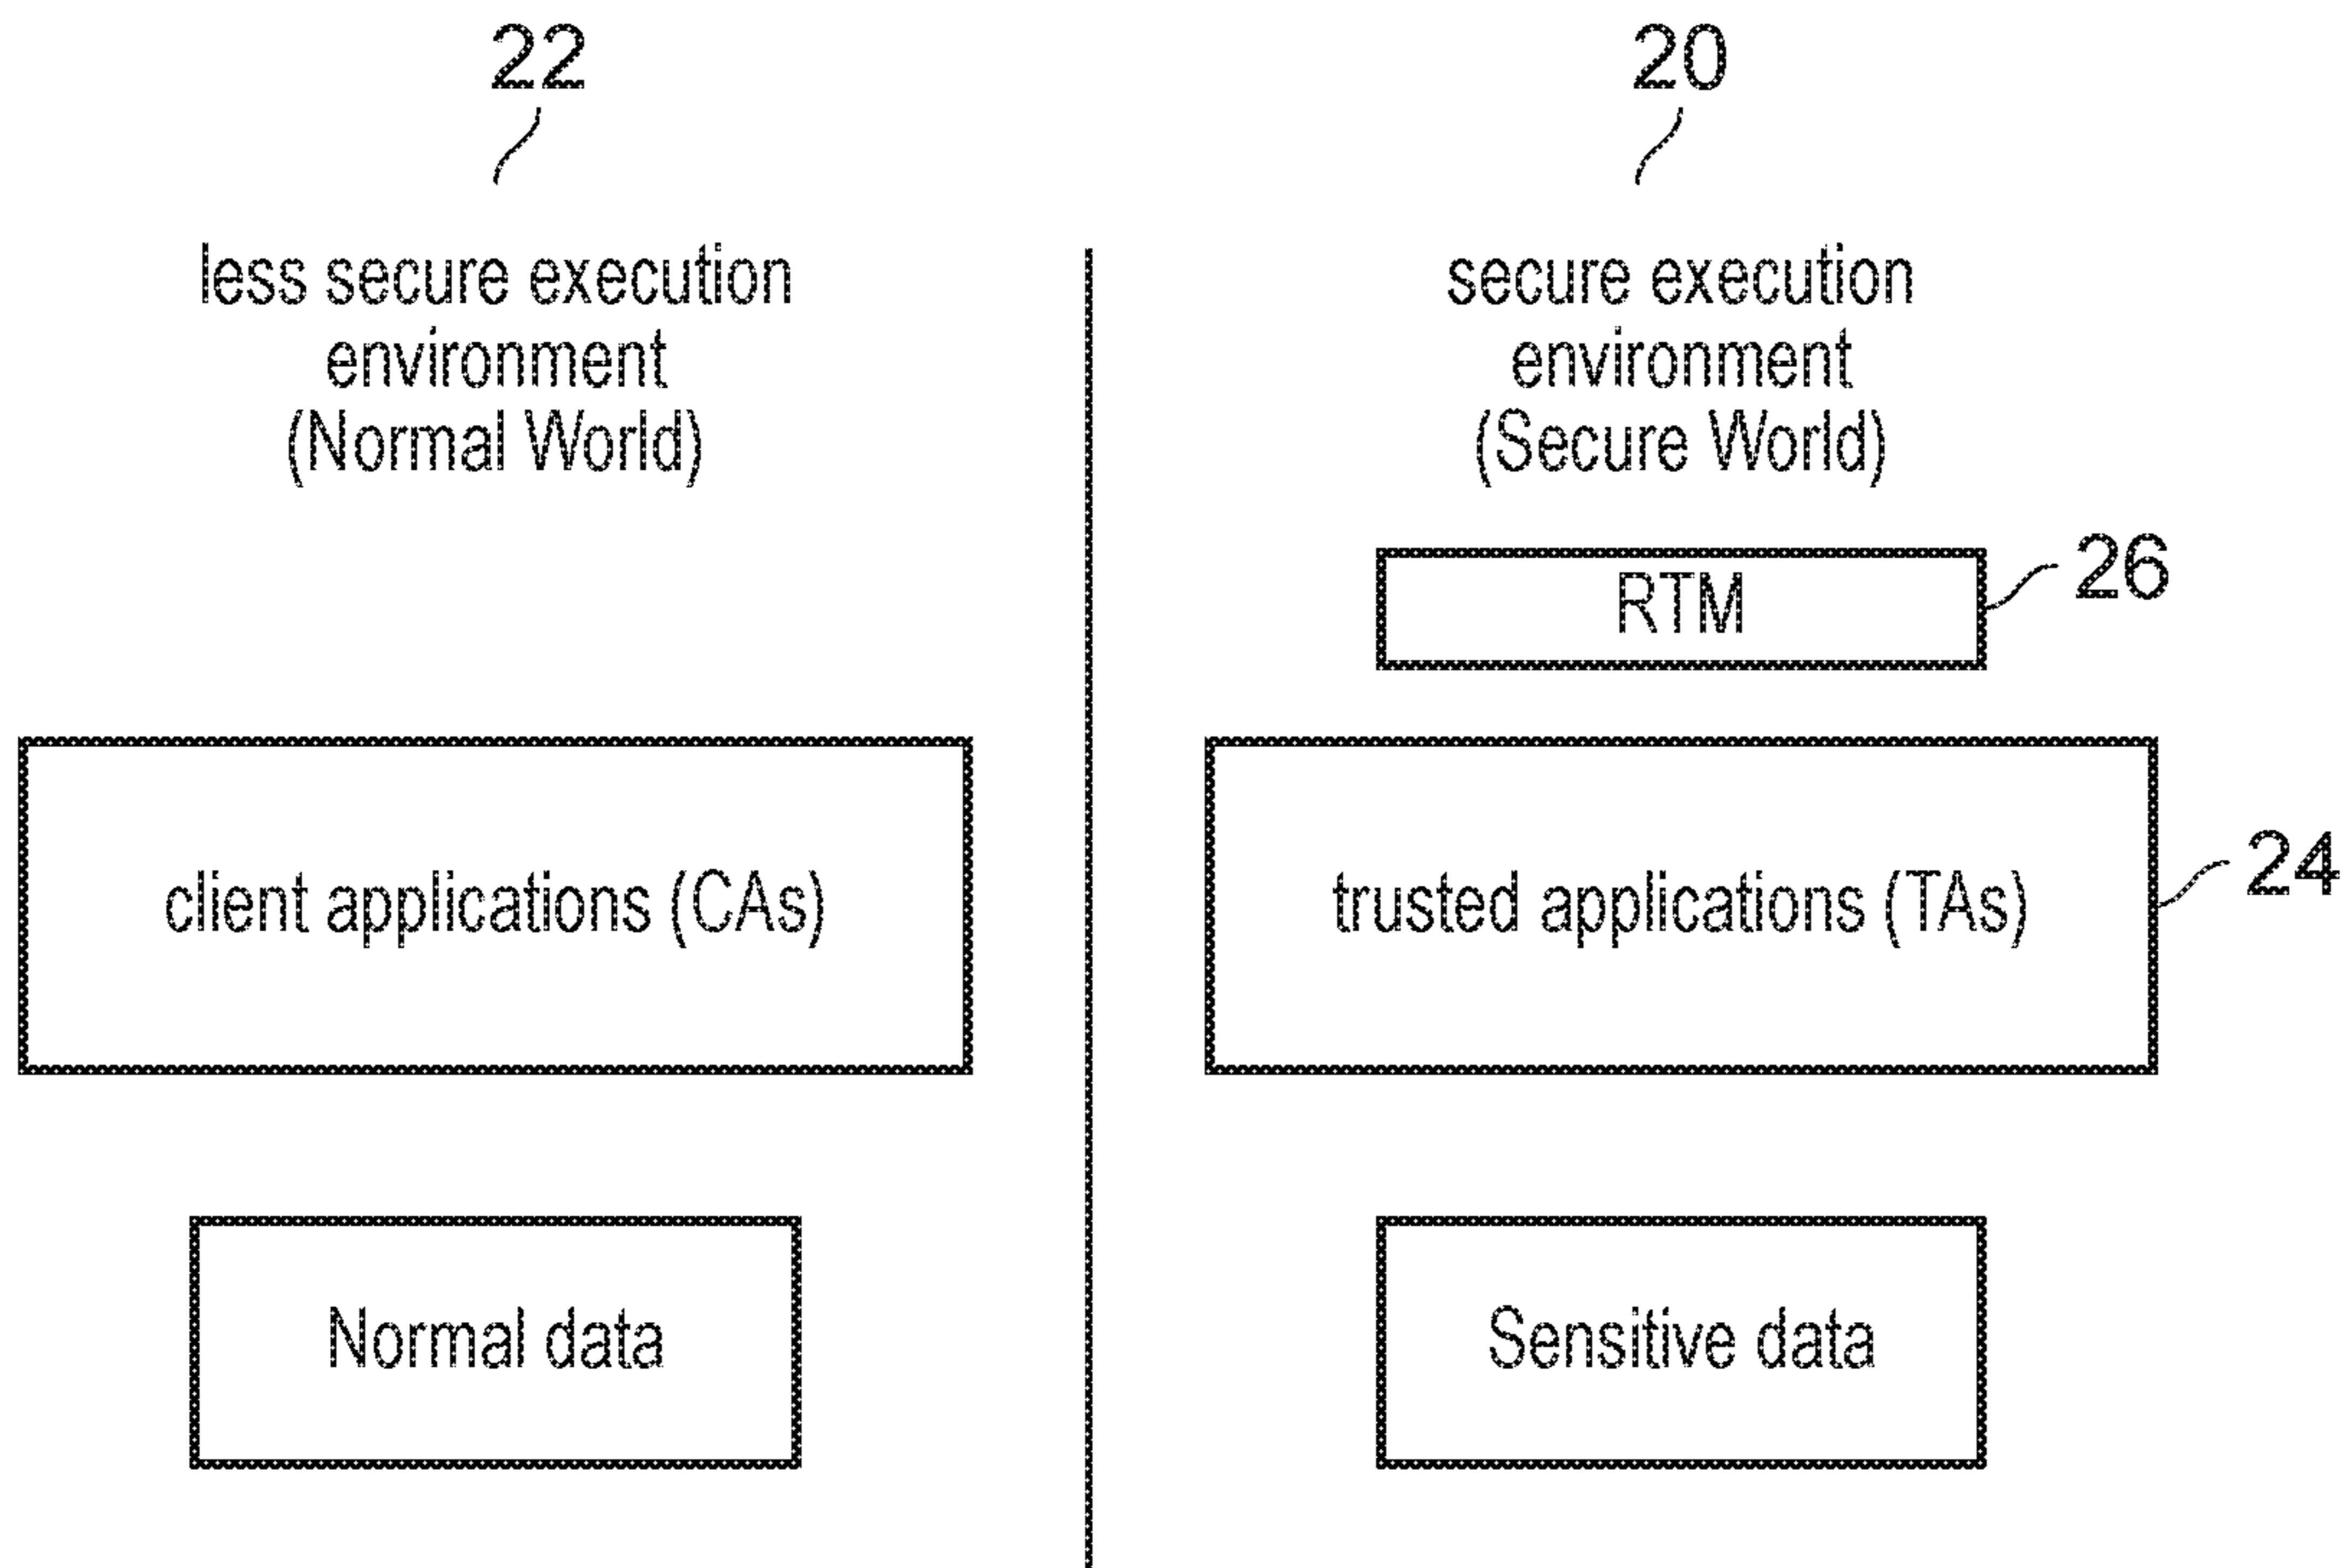 22
less secure execution
environment
(Normal World)
client applications (CAs)
Normal data
20
secure execution
environment
(Secure World)
RTM
26
trusted applications (TAs)
24
Sensitive data